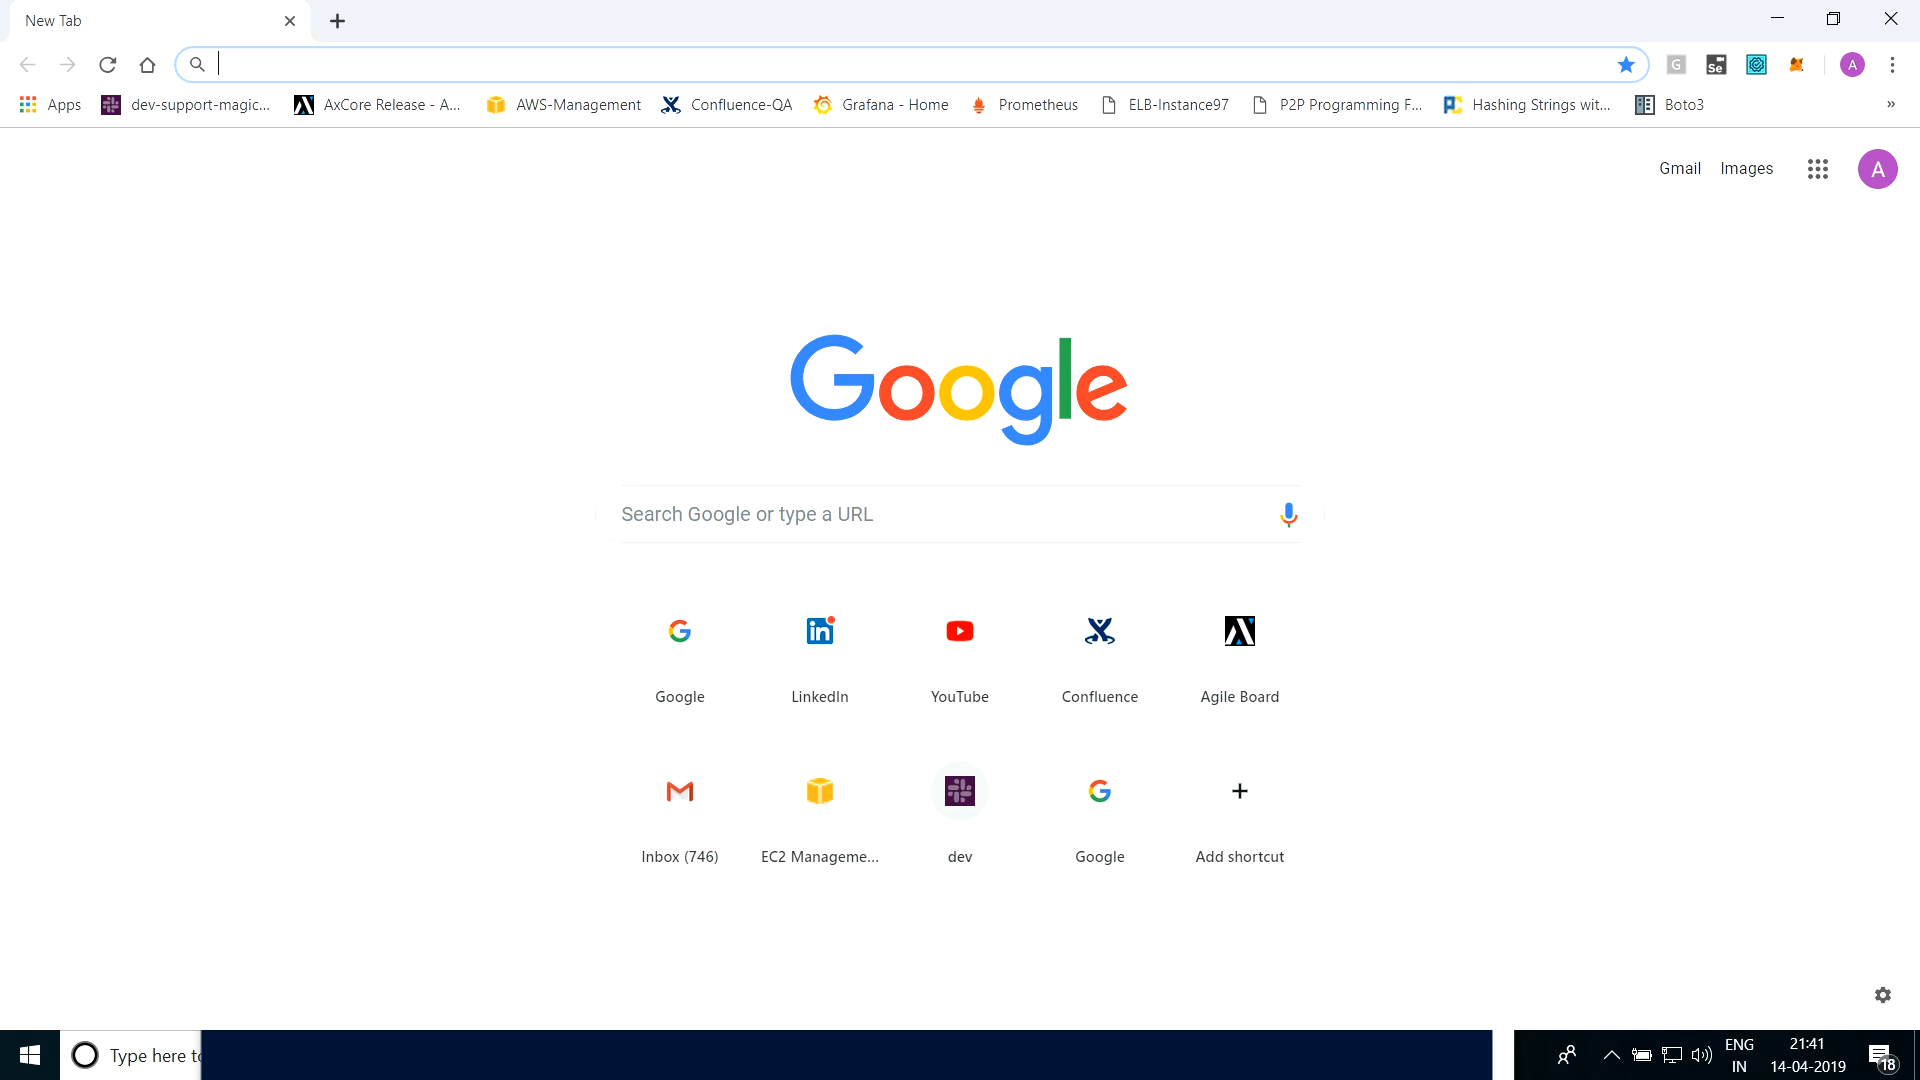 New Tab
Apps dev-support-magic... AxCore Release - A... AWS-Management Confluence-QA Grafana - Home Prometheus ELB-Instance97 P2P Programming F... Hashing Strings wit... Boto3 »
Gmail Images A
Google
Search Google or type a URL
Google LinkedIn YouTube Confluence Agile Board
Inbox (746) EC2 Manageme... dev Google Add shortcut
Type here to
ENG 21:41
IN 14-04-2019 18